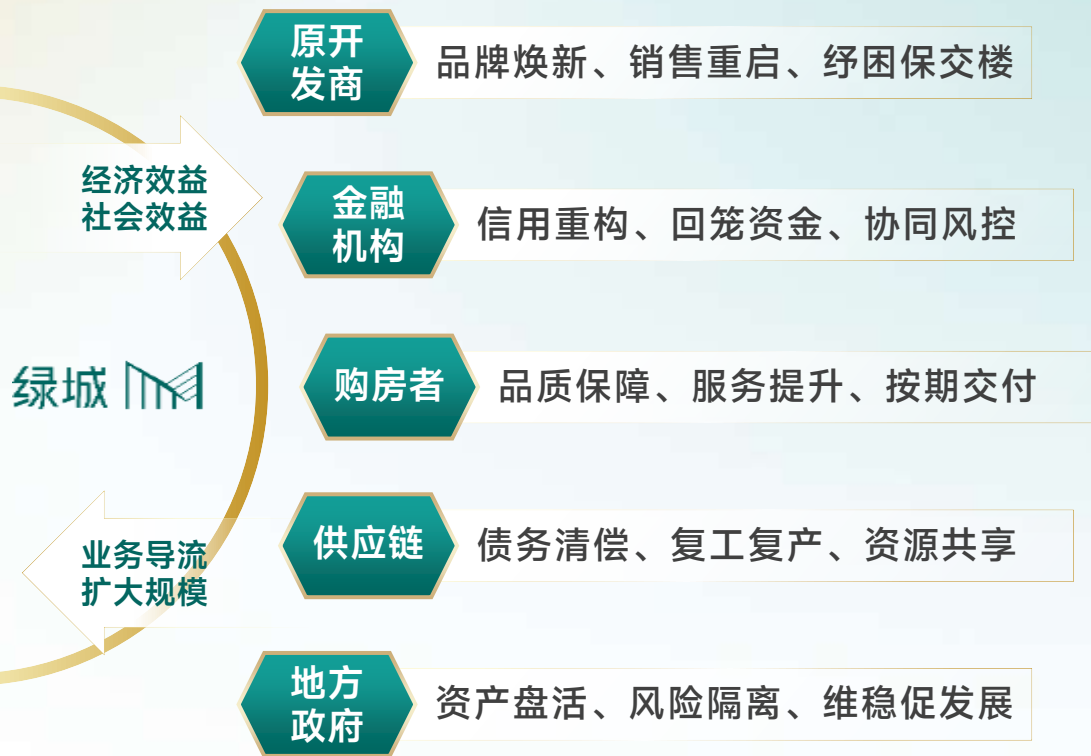 原开
发商
品牌焕新、销售重启、纾困保交楼
经济效益
社会效益
金融
机构
信用重构、回笼资金、协同风控
绿城
购房者
品质保障、服务提升、按期交付
业务导流
扩大规模
供应链
债务清偿、复工复产、资源共享
地方
政府
资产盘活、风险隔离、维稳促发展